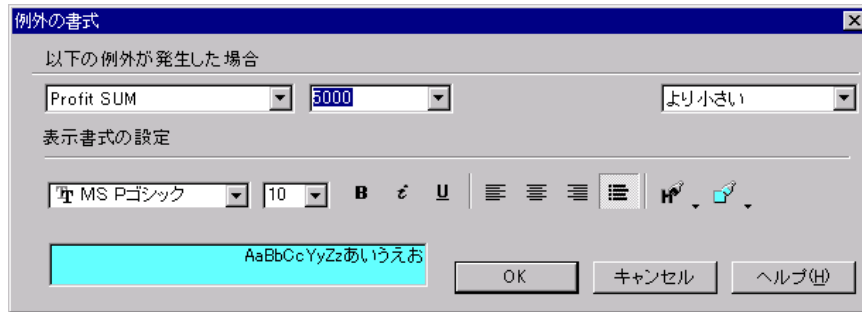 例外の書式
以下の例外が発生した場合
Profit SUM 5000 より小さい
表示書式の設定
MS Pゴシック 10 B i U
AaBbCcYyZzあいうえお
OK キャンセル ヘルプ(H)